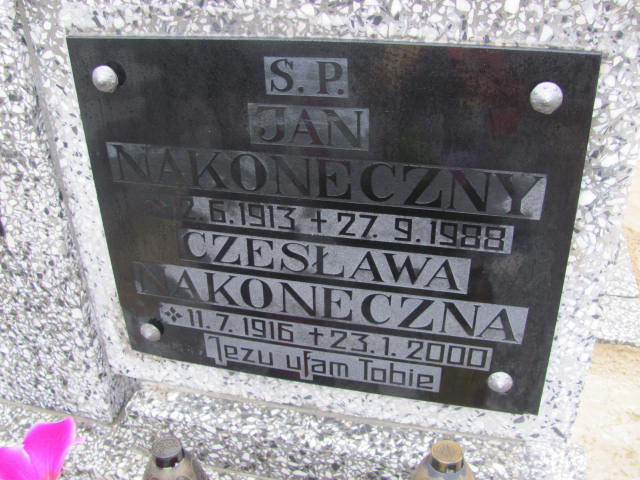 S.P.
JAN
NAKONECZNY
2.6.1913 + 27.9.1988
CZESŁAWA
NAKONECZNA
11.7.1916 + 23.1.2000
Jezu ufam Tobie